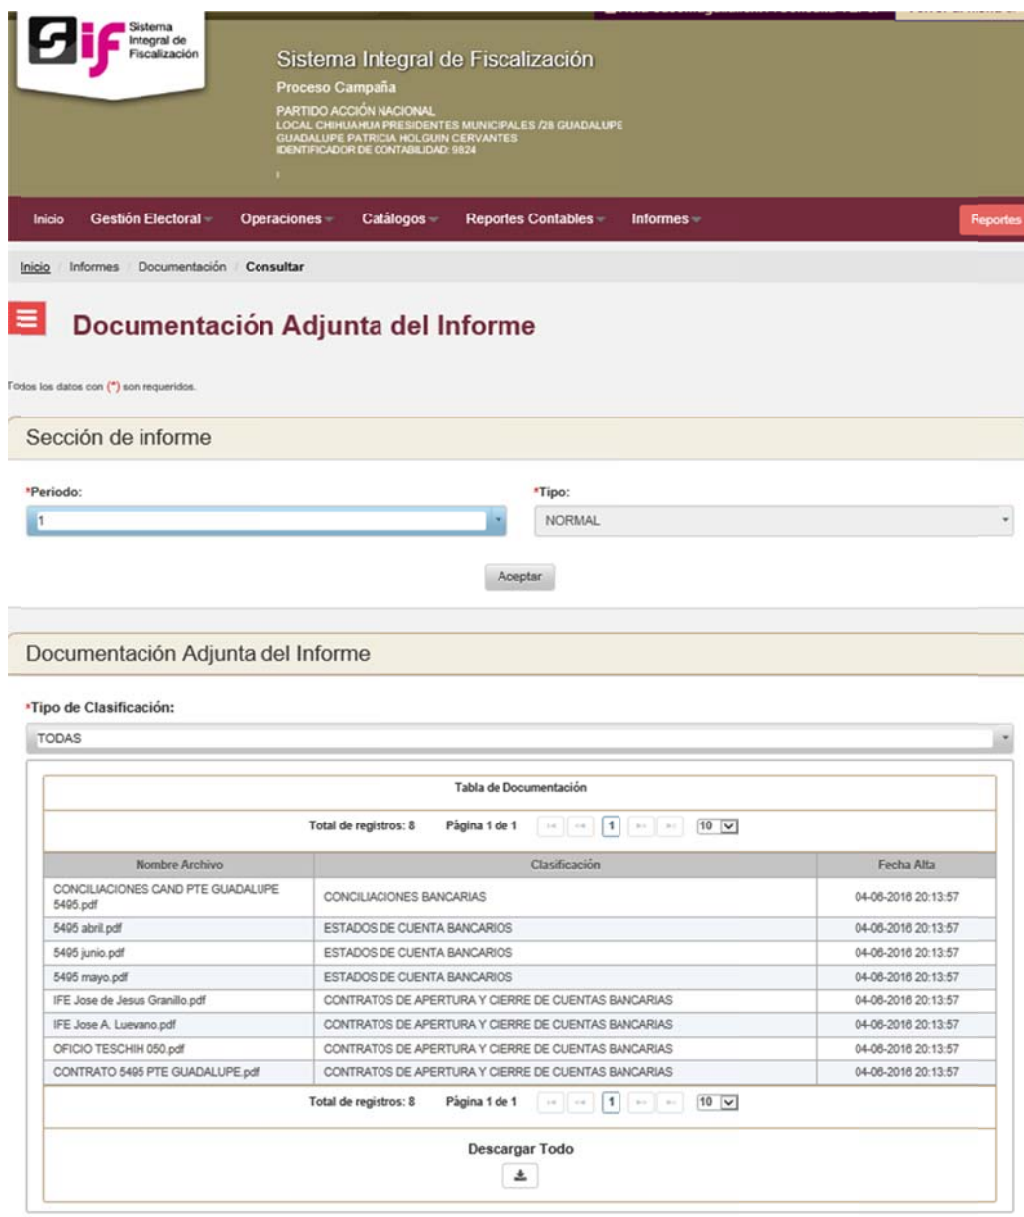 Sistema
Integral de
Fiscalización
sif
Sistema Integral de Fiscalización
Proceso Campaña
PARTIDO ACCIÓN NACIONAL
LOCAL CHIHUAHUA PRESIDENTES MUNICIPALES /28 GUADALUPE
GUADALUPE PATRICIA HOLGUIN CERVANTES
IDENTIFICADOR DE CONTABILIDAD: 9824
Inicio Gestión Electoral Operaciones Catálogos Reportes Contables Informes Reportes
Inicio / Informes / Documentación / Consultar
Documentación Adjunta del Informe
Todos los datos con (*) son requeridos.
Sección de informe
*Periodo: *Tipo:
1 NORMAL
Aceptar
Documentación Adjunta del Informe
*Tipo de Clasificación:
TODAS
Tabla de Documentación
Total de registros: 8 Página 1 de 1 1 10
Nombre Archivo Clasificación Fecha Alta
CONCILIACIONES CAND PTE GUADALUPE
5495.pdf CONCILIACIONES BANCARIAS 04-06-2016 20:13:57
5495 abril.pdf ESTADOS DE CUENTA BANCARIOS 04-06-2016 20:13:57
5495 junio.pdf ESTADOS DE CUENTA BANCARIOS 04-06-2016 20:13:57
5495 mayo.pdf ESTADOS DE CUENTA BANCARIOS 04-06-2016 20:13:57
IFE Jose de Jesus Granillo.pdf CONTRATOS DE APERTURA Y CIERRE DE CUENTAS BANCARIAS 04-06-2016 20:13:57
IFE Jose A. Luevano.pdf CONTRATOS DE APERTURA Y CIERRE DE CUENTAS BANCARIAS 04-06-2016 20:13:57
OFICIO TESCHIH 050.pdf CONTRATOS DE APERTURA Y CIERRE DE CUENTAS BANCARIAS 04-06-2016 20:13:57
CONTRATO 5495 PTE GUADALUPE.pdf CONTRATOS DE APERTURA Y CIERRE DE CUENTAS BANCARIAS 04-06-2016 20:13:57
Total de registros: 8 Página 1 de 1 1 10
Descargar Todo